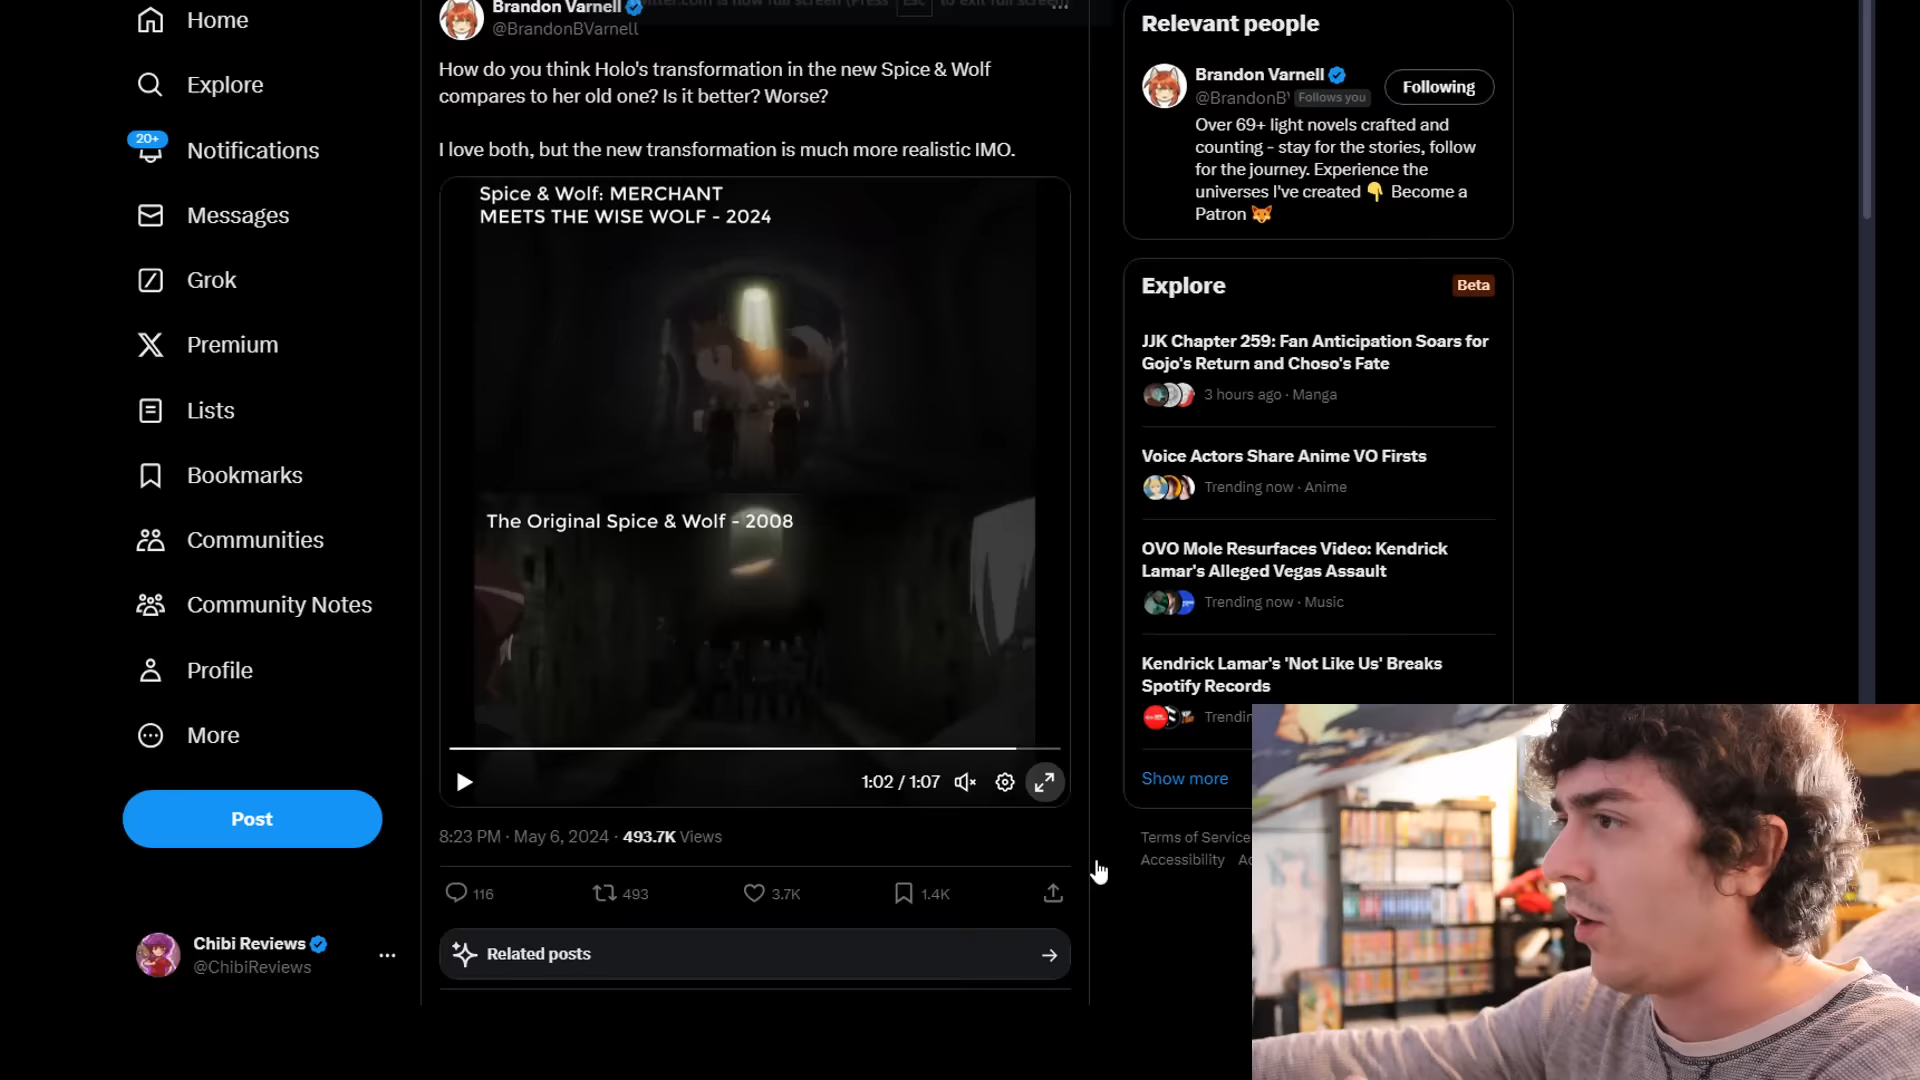 Home
Explore
20+
Notifications
Messages
Grok
Premium
Lists
Bookmarks
Communities
Community Notes
Profile
More
Post
Chibi Reviews
@ChibiReviews
Brandon Varnell
@BrandonBVarnell
How do you think Holo's transformation in the new Spice & Wolf
compares to her old one? Is it better? Worse?
I love both, but the new transformation is much more realistic IMO.
Spice & Wolf: MERCHANT
MEETS THE WISE WOLF - 2024
The Original Spice & Wolf - 2008
1:02 / 1:07
8:23 PM · May 6, 2024 · 493.7K Views
116
493
3.7K
1.4K
Related posts
Relevant people
Brandon Varnell
@BrandonB
Follows you
Following
Over 69+ light novels crafted and
counting - stay for the stories, follow
for the journey. Experience the
universes I've created 👇 Become a
Patron 🦊
Explore
Beta
JJK Chapter 259: Fan Anticipation Soars for
Gojo's Return and Choso's Fate
3 hours ago · Manga
Voice Actors Share Anime VO Firsts
Trending now · Anime
OVO Mole Resurfaces Video: Kendrick
Lamar's Alleged Vegas Assault
Trending now · Music
Kendrick Lamar's 'Not Like Us' Breaks
Spotify Records
Show more
Terms of Service
Accessibility